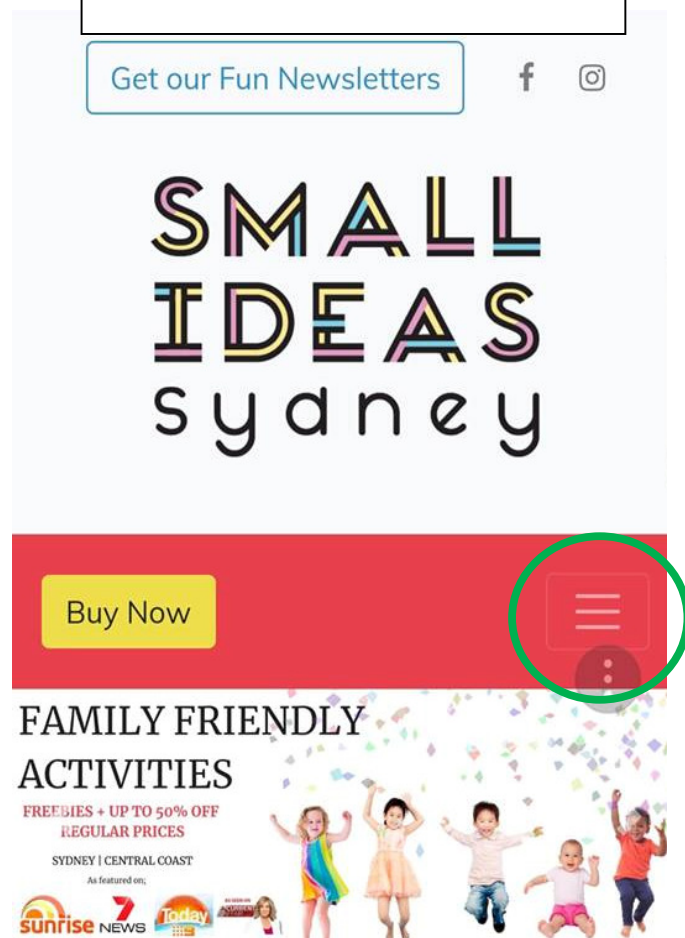 Get our Fun Newsletters
SMALL
IDEAS
Sydney
Buy Now
FAMILY FRIENDLY
ACTIVITIES
FREEBIES + UP TO 50% OFF
REGULAR PRICES
SYDNEY | CENTRAL COAST
As featured on;
sunrise 7 NEWS Today